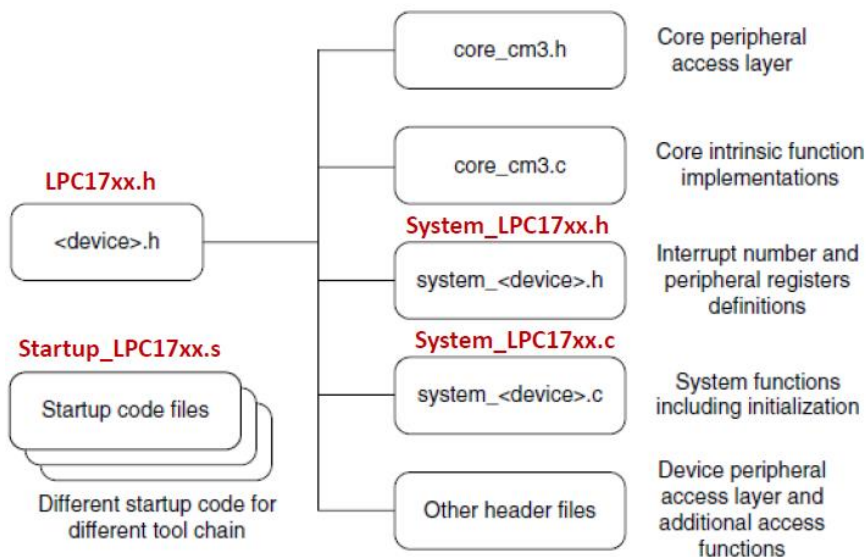 core_cm3.h
Core peripheral
access layer
core_cm3.c
Core intrinsic function
implementations
LPC17xx.h
<device>.h
System_LPC17xx.h
system_<device>.h
Interrupt number and
peripheral registers
definitions
Startup_LPC17xx.s
Startup code files
Different startup code for
different tool chain
System_LPC17xx.c
system_<device>.c
System functions
including initialization
Other header files
Device peripheral
access layer and
additional access
functions